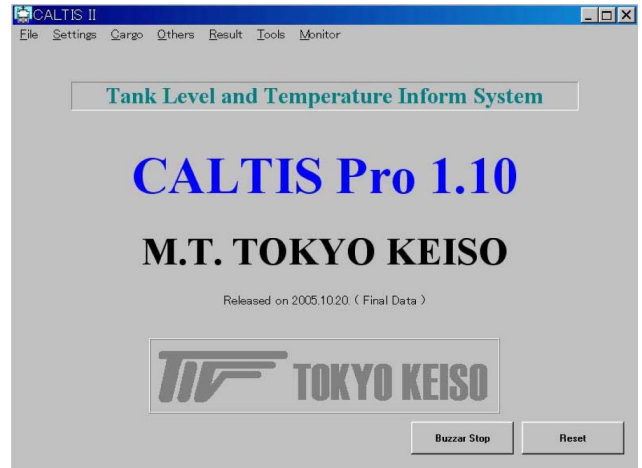 CALTIS II
File Settings Cargo Others Result Tools Monitor
Tank Level and Temperature Inform System
CALTIS Pro 1.10
M.T. TOKYO KEISO
Released on 2005.10.20. ( Final Data )
TOKYO KEISO
Buzzar Stop Reset